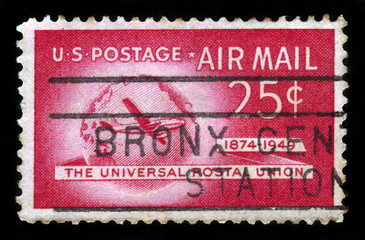 U.S. POSTAGE AIR MAIL
25¢
BRONX CEN
1874-1949
THE UNIVERSAL POSTAL UNION
STATION